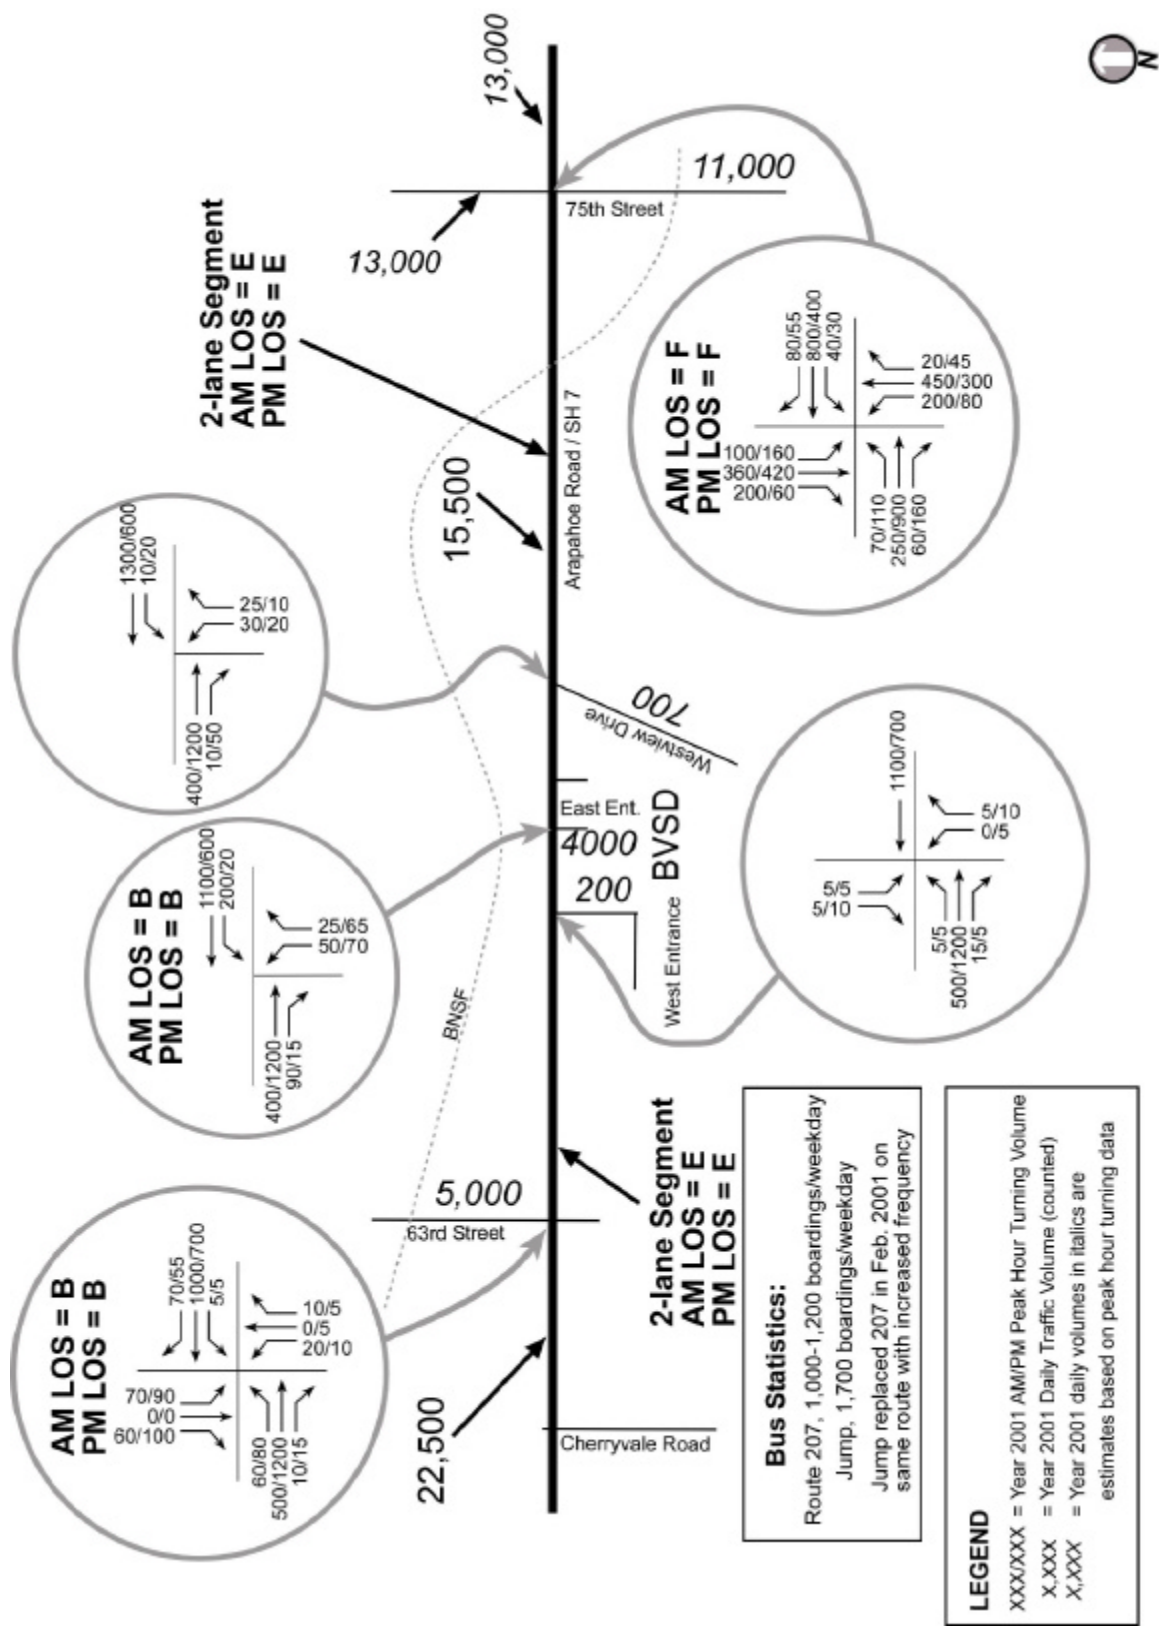 N
13,000
11,000
75th Street
13,000
2-lane Segment
AM LOS = E
PM LOS = E
15,500
Arapahoe Road / SH 7
AM LOS = F
PM LOS = F
100/160
360/420
200/60
80/55
800/400
40/30
20/45
450/300
200/80
70/110
250/900
60/160
1300/600
10/20
25/10
30/20
400/1200
10/50
700
Westview Drive
AM LOS = B
PM LOS = B
1100/600
200/20
25/65
50/70
400/1200
90/15
East Ent.
4000
200
BVSD
West Entrance
1100/700
5/10
0/5
5/5
5/10
5/5
500/1200
15/5
BNSF
5,000
63rd Street
2-lane Segment
AM LOS = E
PM LOS = E
AM LOS = B
PM LOS = B
70/55
1000/700
5/5
10/5
0/5
20/10
70/90
0/0
60/100
60/80
500/1200
10/15
22,500
Cherryvale Road
Bus Statistics:
Route 207, 1,000-1,200 boardings/weekday
Jump, 1,700 boardings/weekday
Jump replaced 207 in Feb. 2001 on
same route with increased frequency
LEGEND
XXX/XXX = Year 2001 AM/PM Peak Hour Turning Volume
X,XXX = Year 2001 Daily Traffic Volume (counted)
X,XXX = Year 2001 daily volumes in italics are
estimates based on peak hour turning data